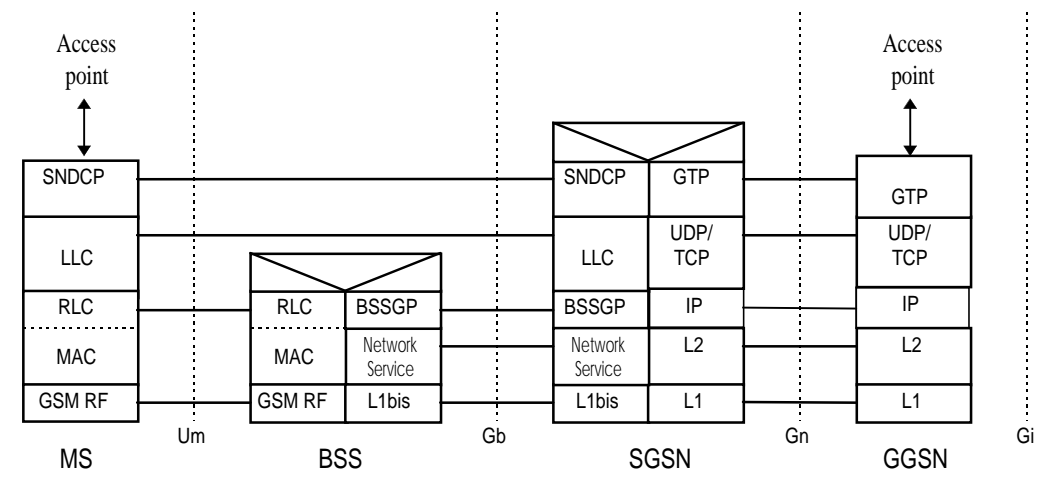 Access
point
Access
point
SNDCP
SNDCP
GTP
GTP
LLC
LLC
UDP/
TCP
UDP/
TCP
RLC
RLC
BSSGP
BSSGP
IP
IP
MAC
MAC
Network
Service
Network
Service
L2
L2
GSM RF
GSM RF
L1bis
L1bis
L1
L1
Um
Gb
Gn
Gi
MS
BSS
SGSN
GGSN